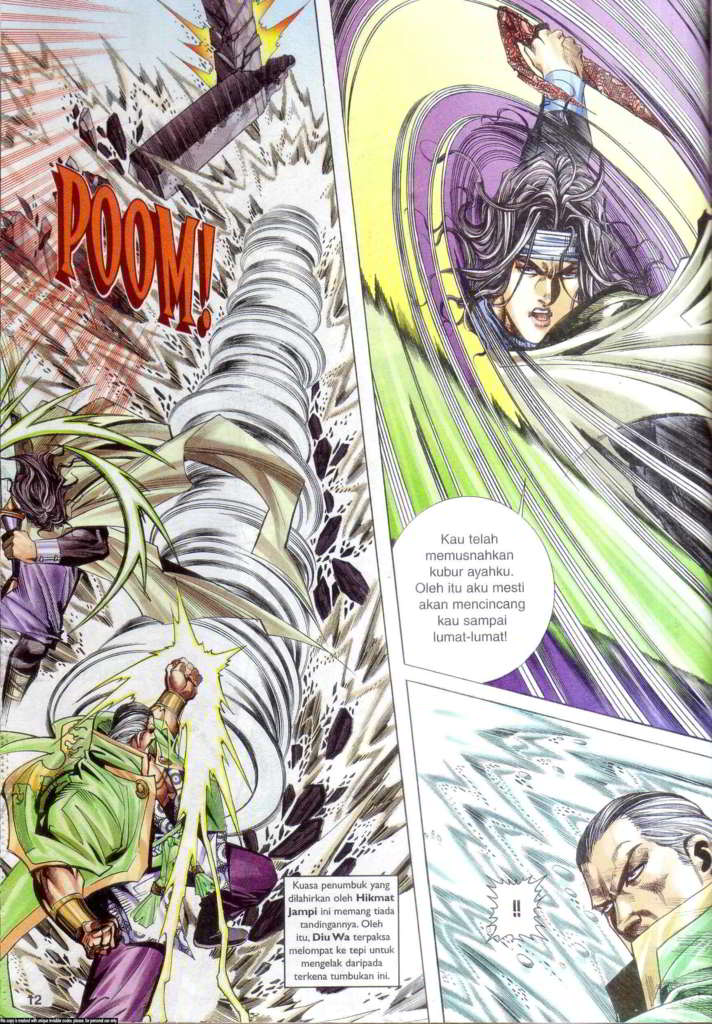 POOM!
Kau telah
memusnahkan
kubur ayahku.
Oleh itu aku mesti
akan mencincang
kau sampai
lumat-lumat!
Kuasa penumbuk yang
dilahirkan oleh Hikmat
Jampi ini memang tiada
tandingannya. Oleh
itu, Diu Wa terpaksa
melompat ke tepi untuk
mengelak daripada
terkena tumbukan ini.
!!
12